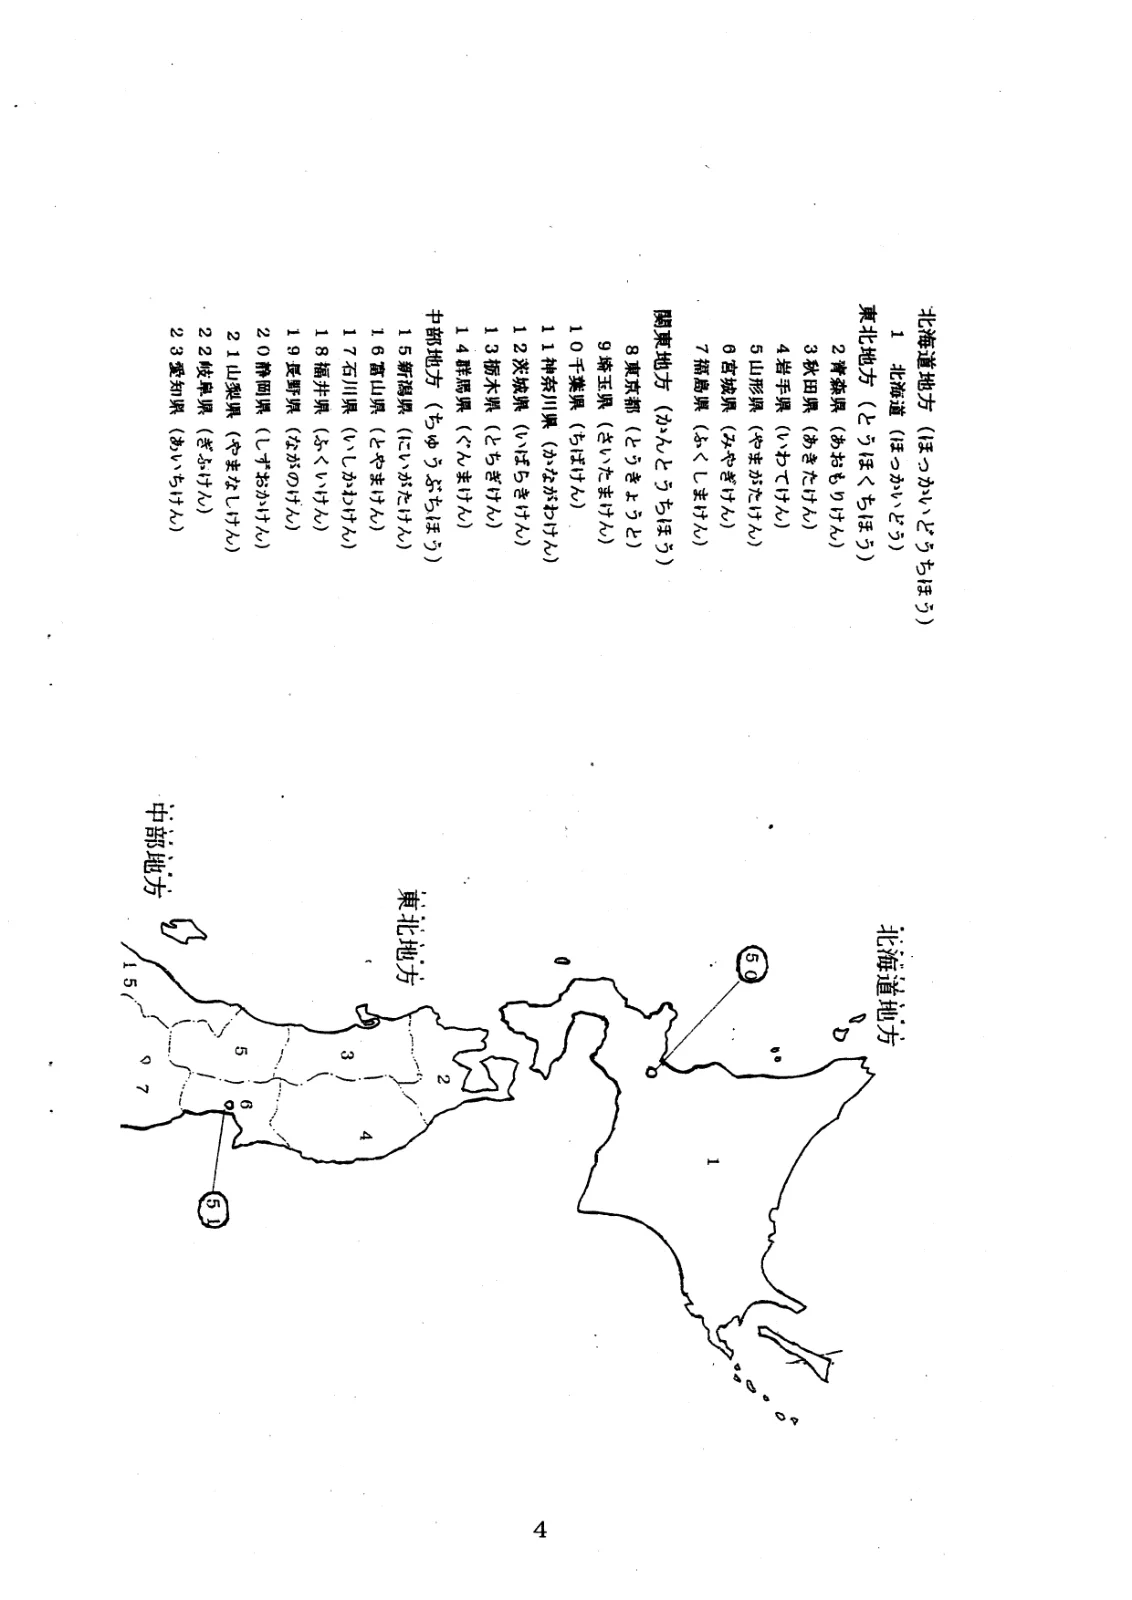 北海道地方（ほっかいどうちほう）
1　北海道（ほっかいどう）
東北地方（とうほくちほう）
2青森県（あおもりけん）
3秋田県（あきたけん）
4岩手県（いわてけん）
5山形県（やまがたけん）
6宮城県（みやぎけん）
7福島県（ふくしまけん）
関東地方（かんとうちほう）
8東京都（とうきょうと）
9埼玉県（さいたまけん）
10千葉県（ちばけん）
11神奈川県（かながわけん）
12茨城県（いばらきけん）
13栃木県（とちぎけん）
14群馬県（ぐんまけん）
中部地方（ちゅうぶちほう）
15新潟県（にいがたけん）
16富山県（とやまけん）
17石川県（いしかわけん）
18福井県（ふくいけん）
19長野県（ながのけん）
20静岡県（しずおかけん）
21山梨県（やまなしけん）
22岐阜県（ぎふけん）
23愛知県（あいちけん）
北海道地方
50
1
東北地方
2
3
4
5
6
51
7
中部地方
15
4